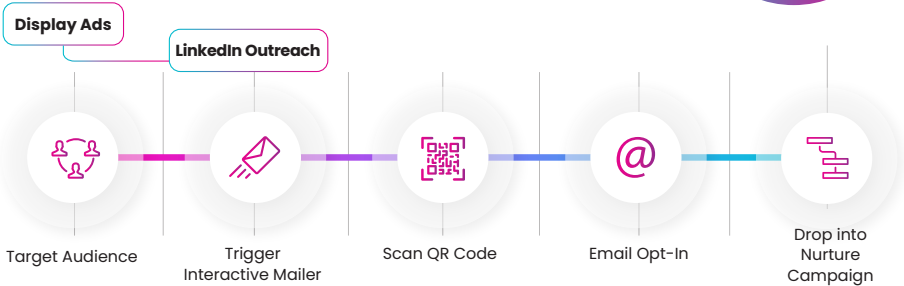 Display Ads
LinkedIn Outreach
@
Target Audience
Trigger
Interactive Mailer
Scan QR Code
Email Opt-In
Drop into
Nurture
Campaign